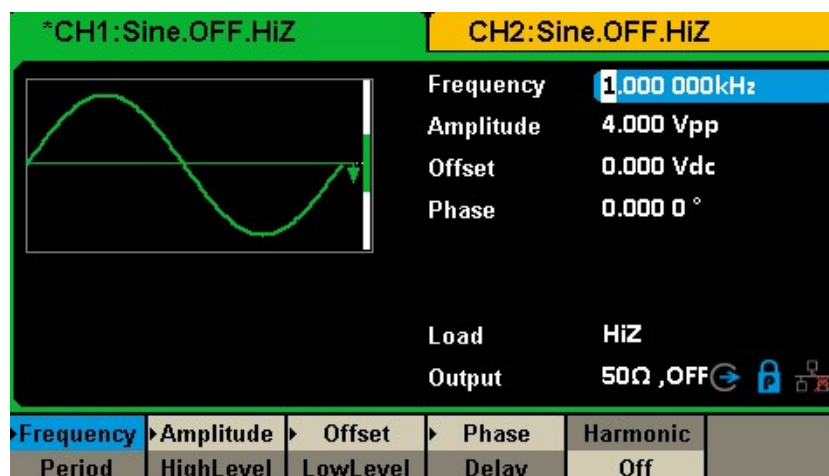 *CH1:Sine.OFF.HiZ CH2:Sine.OFF.HiZ
Frequency 1.000 000kHz
Amplitude 4.000 Vpp
Offset 0.000 Vdc
Phase 0.000 0 °
Load HiZ
Output 50Ω ,OFF
Frequency Amplitude Offset Phase Harmonic
Period HighLevel LowLevel Delay Off